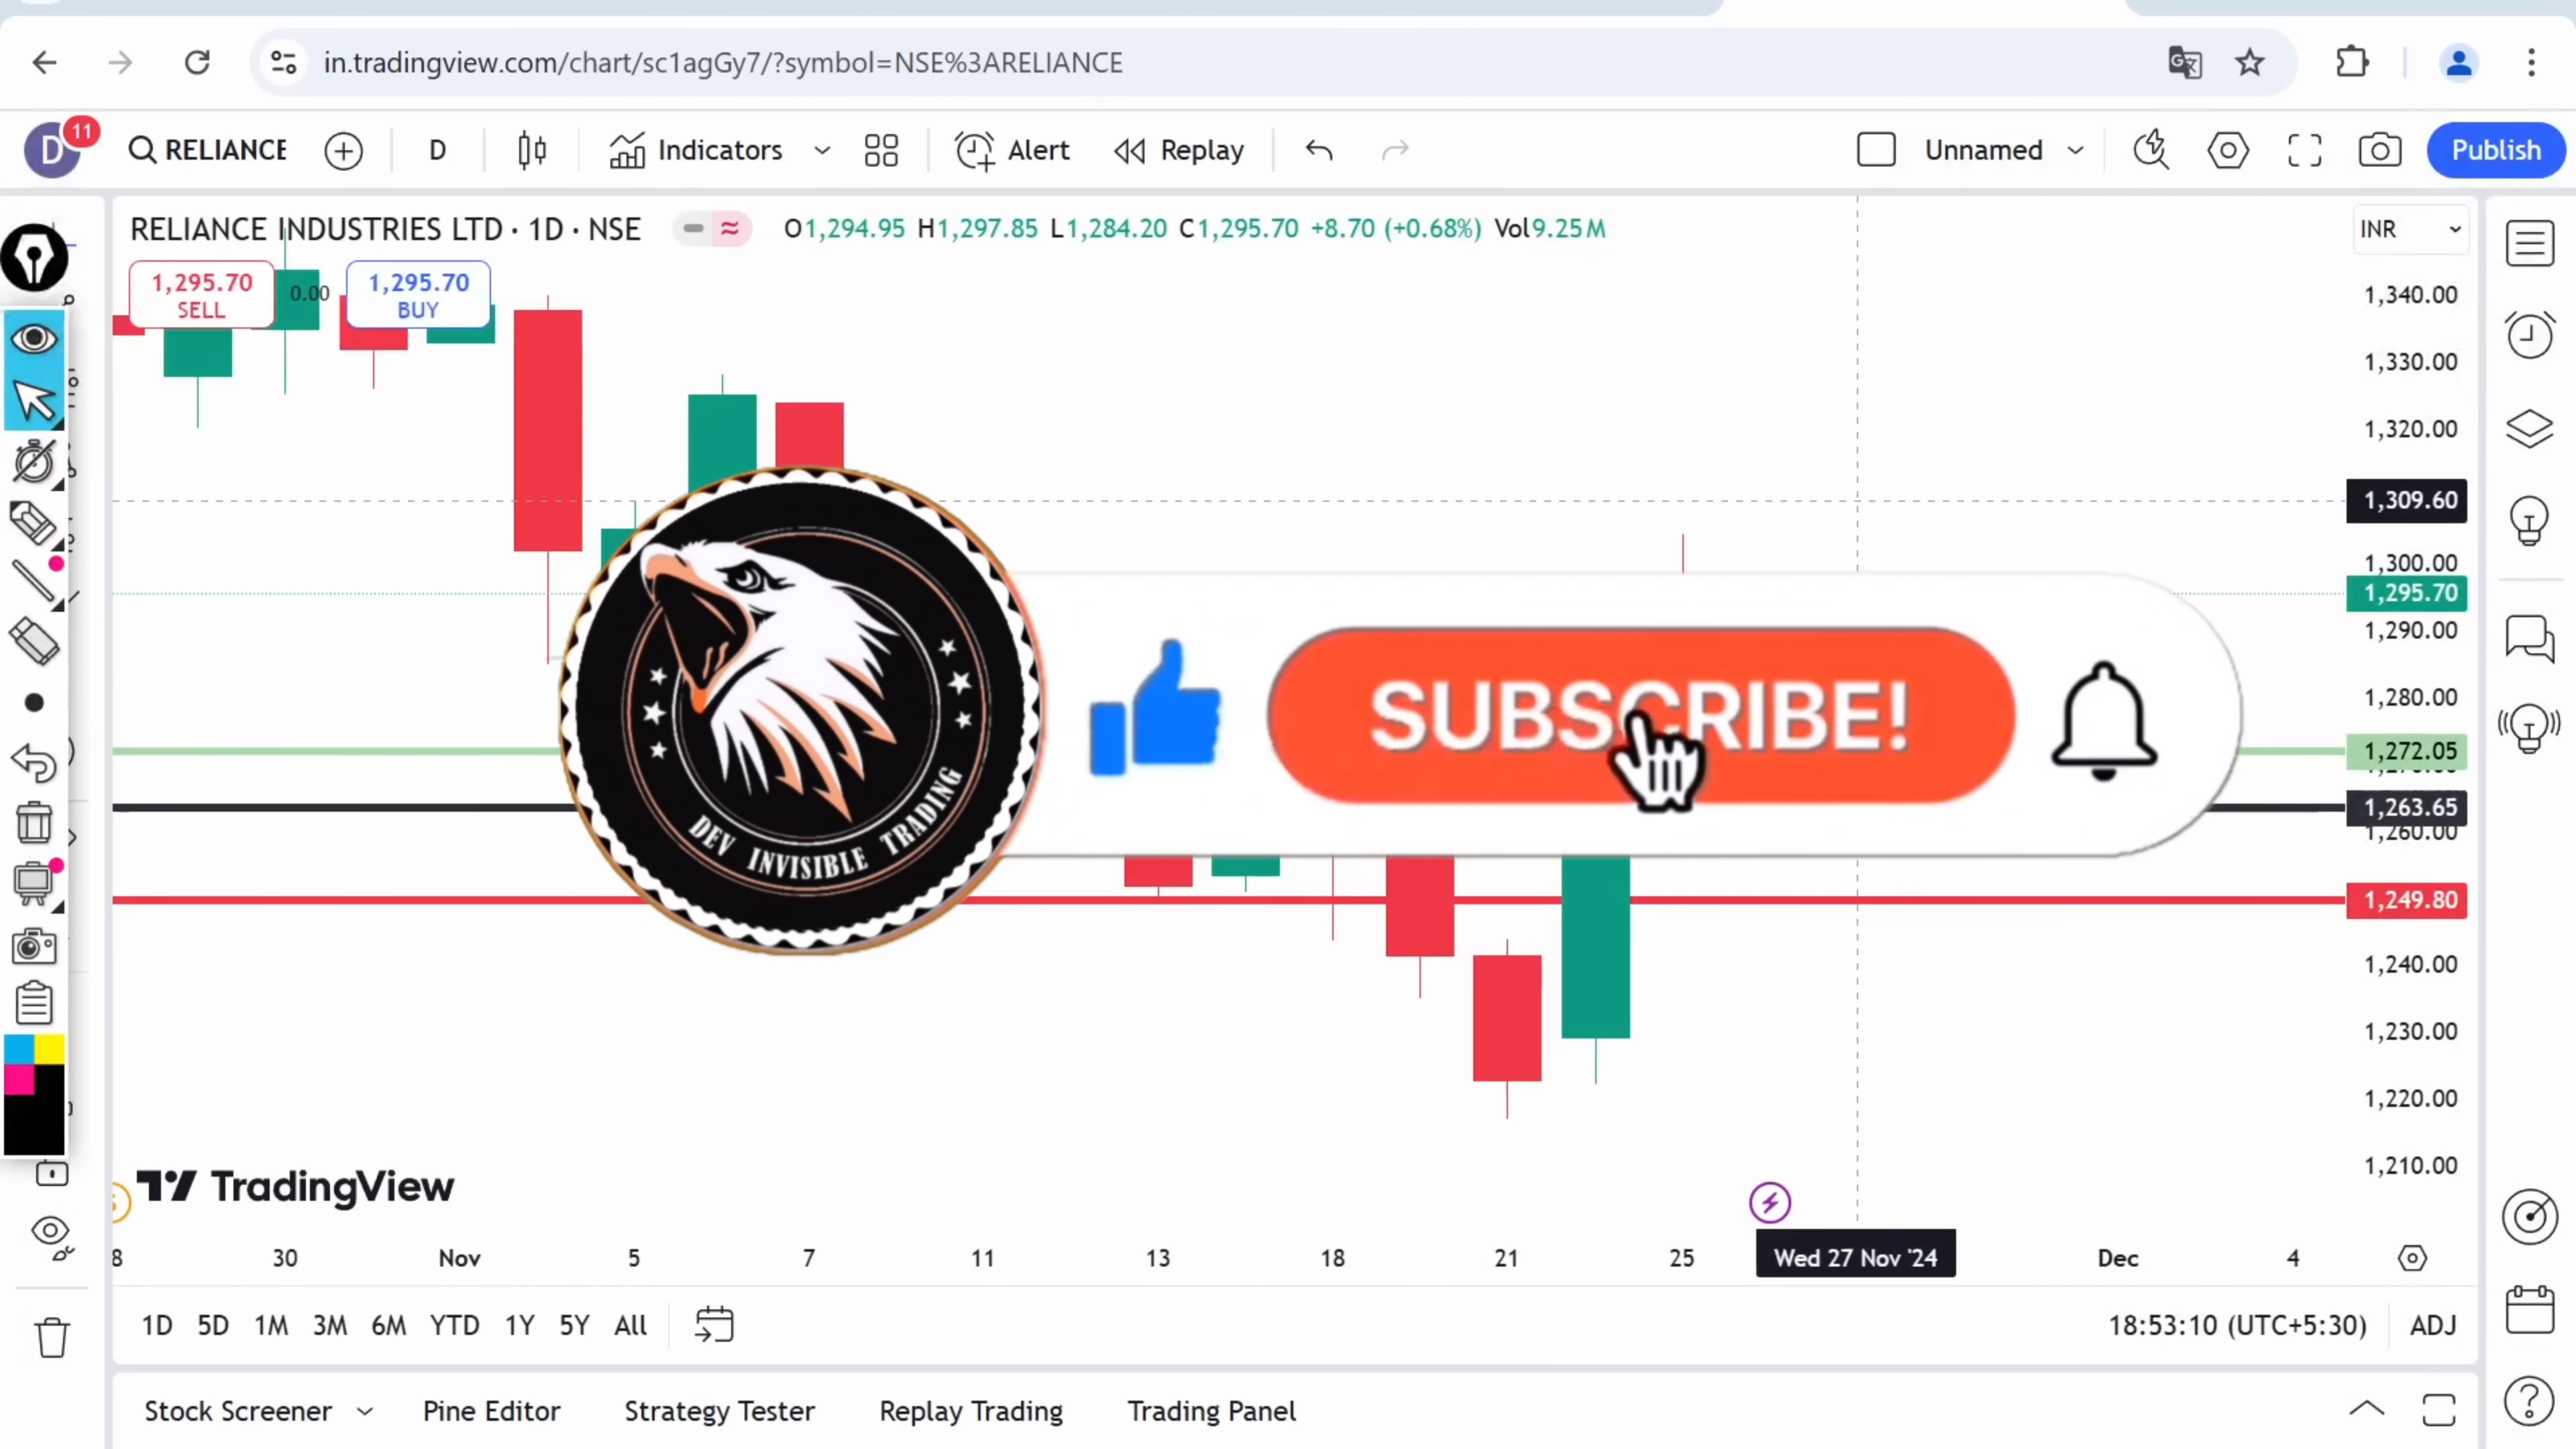 in.tradingview.com/chart/sc1agGy7/?symbol=NSE%3ARELIANCE
D 11 RELIANCE D Indicators Alert Replay Unnamed Publish
RELIANCE INDUSTRIES LTD · 1D · NSE O1,294.95 H1,297.85 L1,284.20 C1,295.70 +8.70 (+0.68%) Vol9.25M INR
1,295.70 0.00 1,295.70
SELL BUY
1,340.00
1,330.00
1,320.00
1,309.60
1,300.00
1,295.70
1,290.00
1,280.00
1,272.05
1,263.65
1,260.00
1,249.80
1,240.00
1,230.00
1,220.00
1,210.00
SUBSCRIBE!
DEV INVISIBLE TRADING
TradingView
8 30 Nov 5 7 11 13 18 21 25 Wed 27 Nov '24 Dec 4
1D 5D 1M 3M 6M YTD 1Y 5Y All 18:53:10 (UTC+5:30) ADJ
Stock Screener Pine Editor Strategy Tester Replay Trading Trading Panel